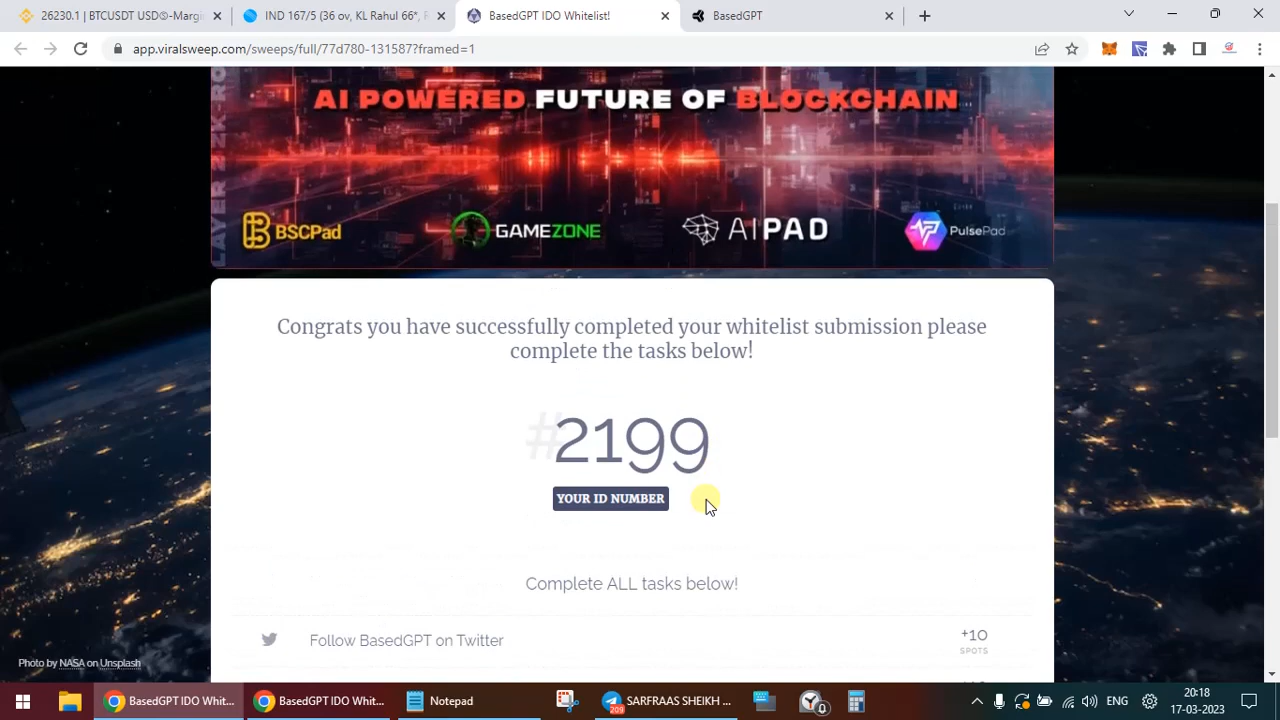 26230.1 | BTCUSDT USD©-Margi
IND 167/5 (36 ov, KL Rahul 66*, R
BasedGPT IDO Whitelist!
BasedGPT
app.viralsweep.com/sweeps/full/77d780-131587?framed=1
AI POWERED FUTURE OF BLOCKCHAIN
BSCPad
GAMEZONE
AIPAD
PulsePad
Congrats you have successfully completed your whitelist submission please
complete the tasks below!
#2199
YOUR ID NUMBER
Complete ALL tasks below!
Follow BasedGPT on Twitter
+10
SPOTS
Photo by NASA on Unsplash
BasedGPT IDO Whit...
BasedGPT IDO Whit...
Notepad
209
SARFRAAS SHEIKH ...
0
ENG
20:18
17-03-2023